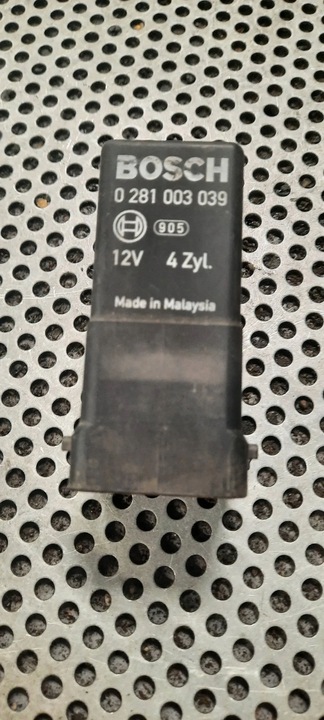 BOSCH
0 281 003 039
905
12V 4 Zyl.
Made in Malaysia